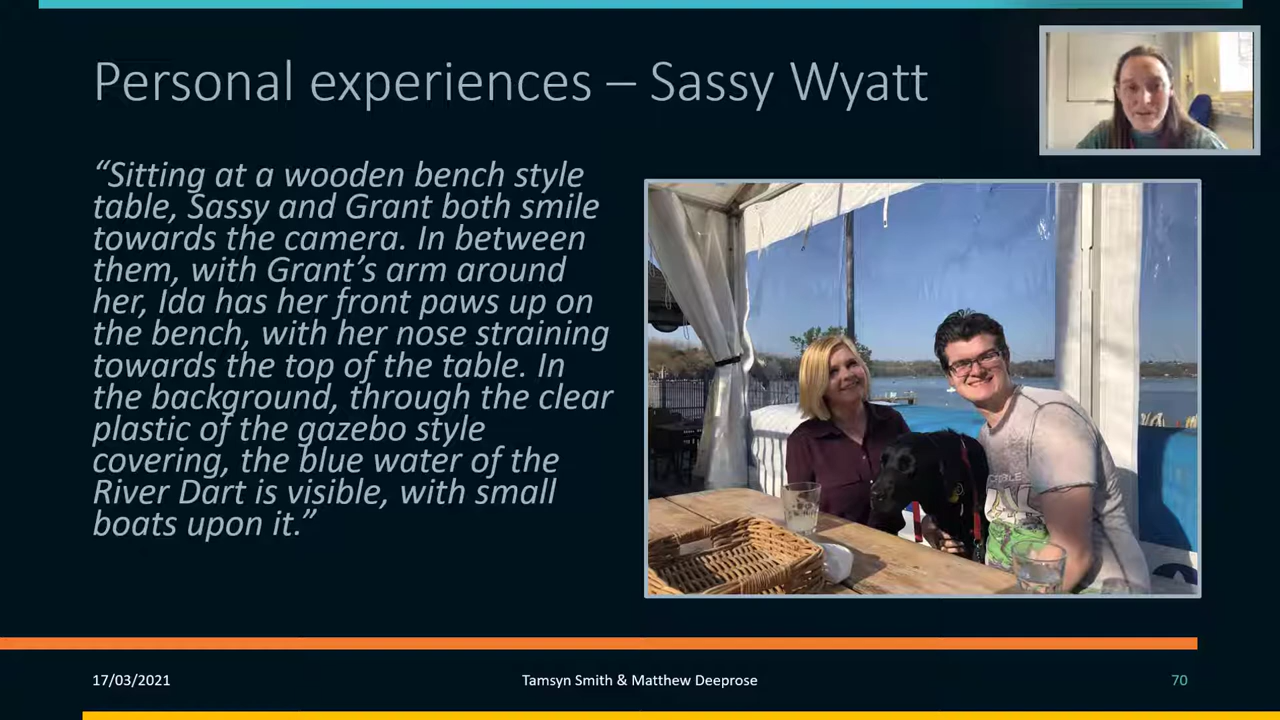 Personal experiences – Sassy Wyatt
“Sitting at a wooden bench style
table, Sassy and Grant both smile
towards the camera. In between
them, with Grant’s arm around
her, Ida has her front paws up on
the bench, with her nose straining
towards the top of the table. In
the background, through the clear
plastic of the gazebo style
covering, the blue water of the
River Dart is visible, with small
boats upon it.”
17/03/2021
Tamsyn Smith & Matthew Deeprose
70